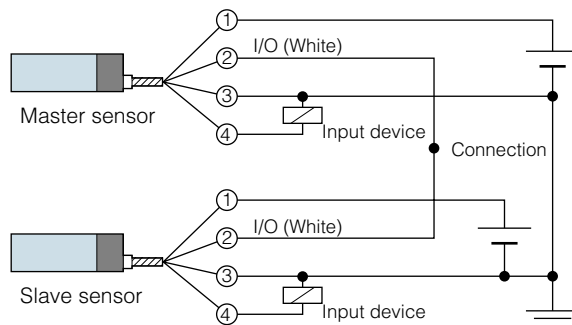 ①
② I/O (White)
③
Master sensor
④ Input device
Connection
①
② I/O (White)
③
Slave sensor
④ Input device